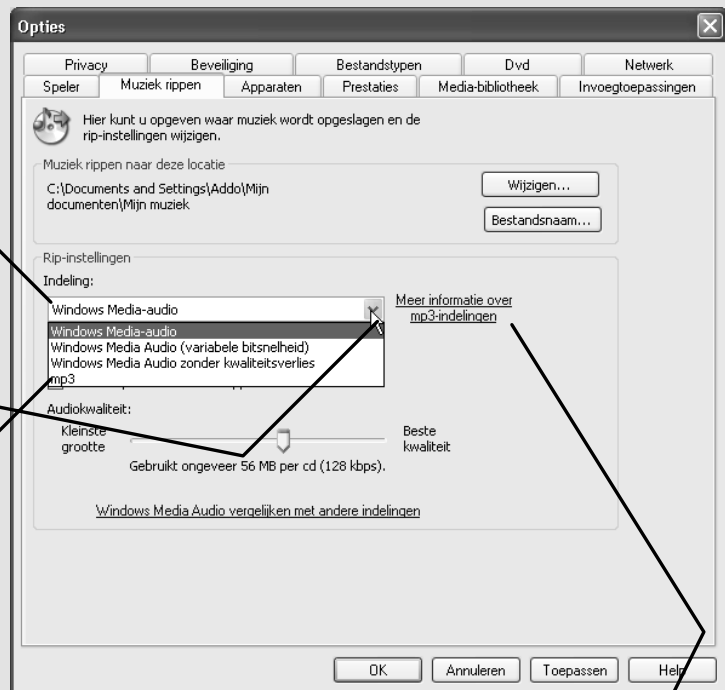 Opties
Privacy Beveiliging Bestandstypen Dvd Netwerk
Speler Muziek rippen Apparaten Prestaties Media-bibliotheek Invoegtoepassingen
Hier kunt u opgeven waar muziek wordt opgeslagen en de
rip-instellingen wijzigen.
Muziek rippen naar deze locatie
C:\Documents and Settings\Addo\Mijn
documenten\Mijn muziek
Wijzigen...
Bestandsnaam...
Rip-instellingen
Indeling:
Windows Media-audio
Meer informatie over
mp3-indelingen
Windows Media-audio
Windows Media Audio (variabele bitsnelheid)
Windows Media Audio zonder kwaliteitsverlies
mp3
Audiokwaliteit:
Kleinste
grootte
Beste
kwaliteit
Gebruikt ongeveer 56 MB per cd (128 kbps).
Windows Media Audio vergelijken met andere indelingen
OK Annuleren Toepassen Help